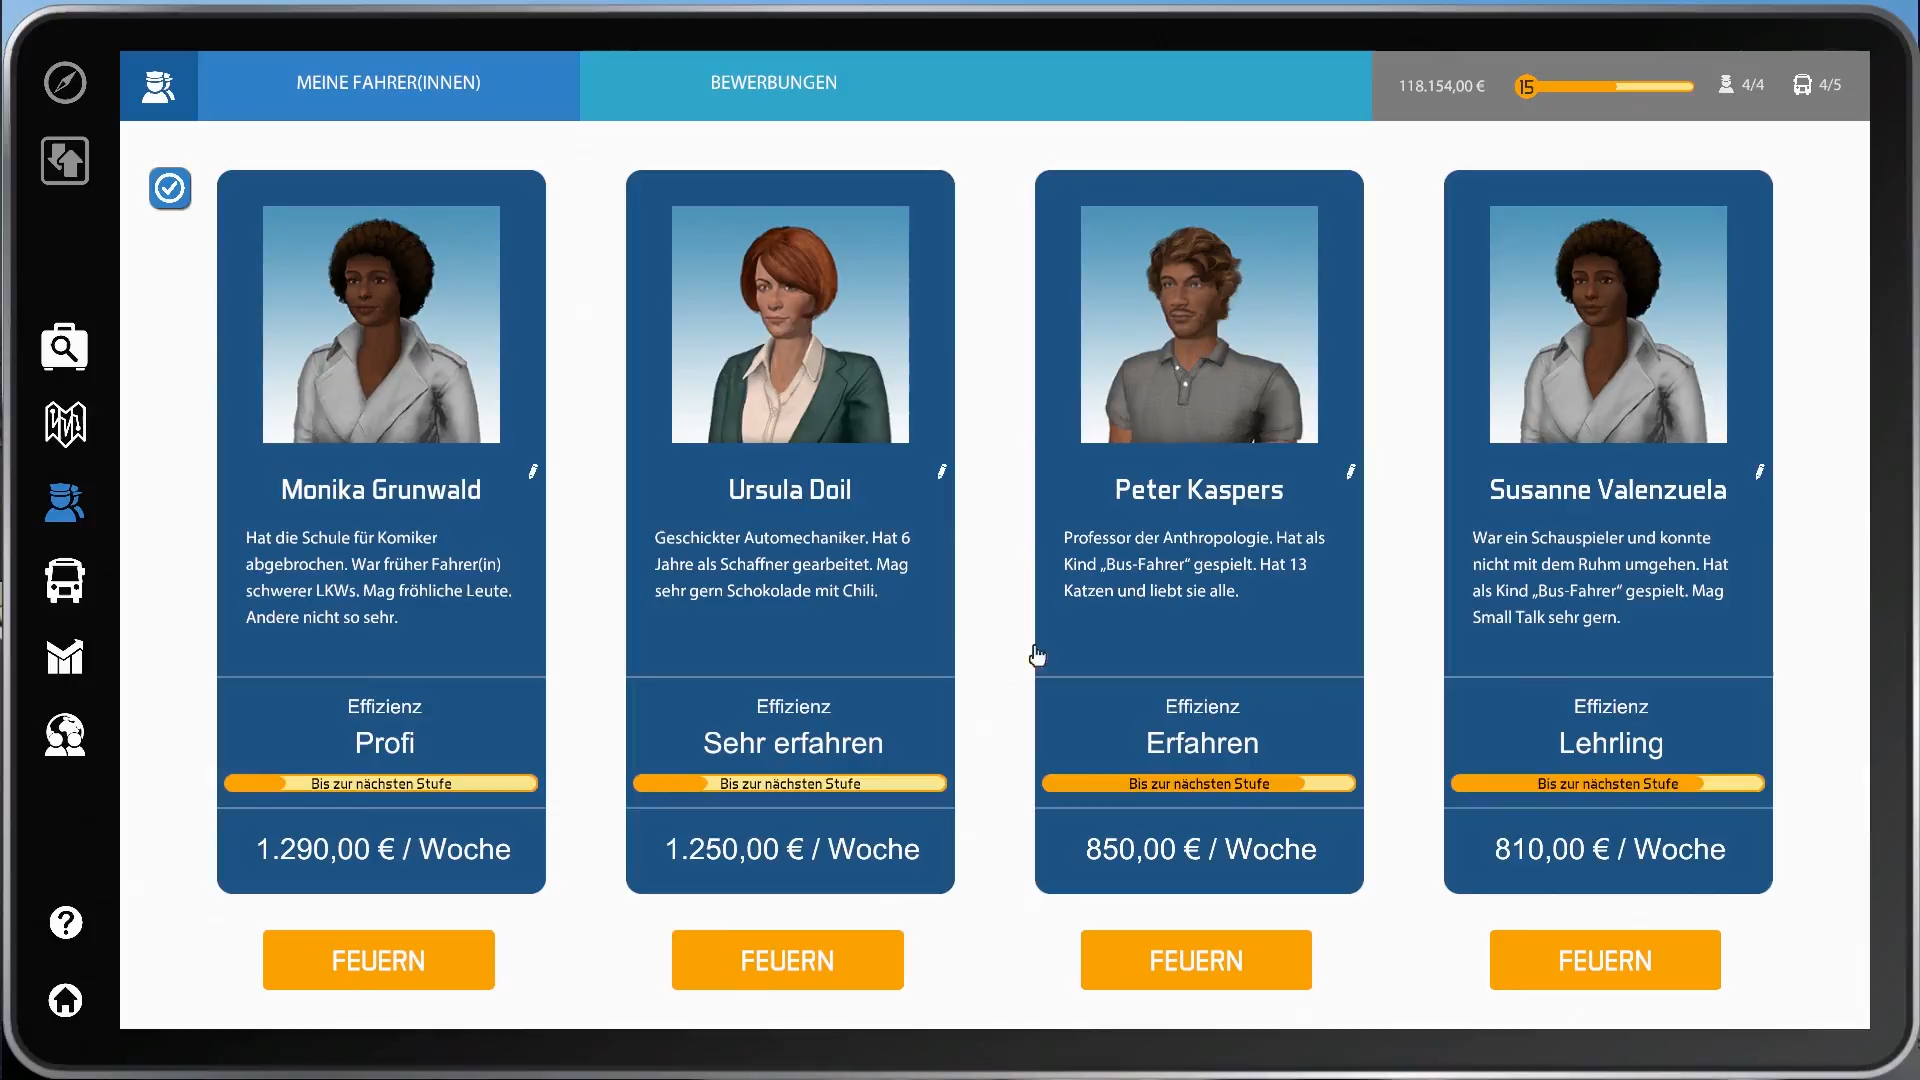 MEINE FAHRER(INNEN)
BEWERBUNGEN
118.154,00 €
15
4/4
4/5
Monika Grunwald
Hat die Schule für Komiker
abgebrochen. War früher Fahrer(in)
schwerer LKWs. Mag fröhliche Leute.
Andere nicht so sehr.
Effizienz
Profi
Bis zur nächsten Stufe
1.290,00 € / Woche
FEUERN
Ursula Doil
Geschickter Automechaniker. Hat 6
Jahre als Schaffner gearbeitet. Mag
sehr gern Schokolade mit Chili.
Effizienz
Sehr erfahren
Bis zur nächsten Stufe
1.250,00 € / Woche
FEUERN
Peter Kaspers
Professor der Anthropologie. Hat als
Kind „Bus-Fahrer“ gespielt. Hat 13
Katzen und liebt sie alle.
Effizienz
Erfahren
Bis zur nächsten Stufe
850,00 € / Woche
FEUERN
Susanne Valenzuela
War ein Schauspieler und konnte
nicht mit dem Ruhm umgehen. Hat
als Kind „Bus-Fahrer“ gespielt. Mag
Small Talk sehr gern.
Effizienz
Lehrling
Bis zur nächsten Stufe
810,00 € / Woche
FEUERN